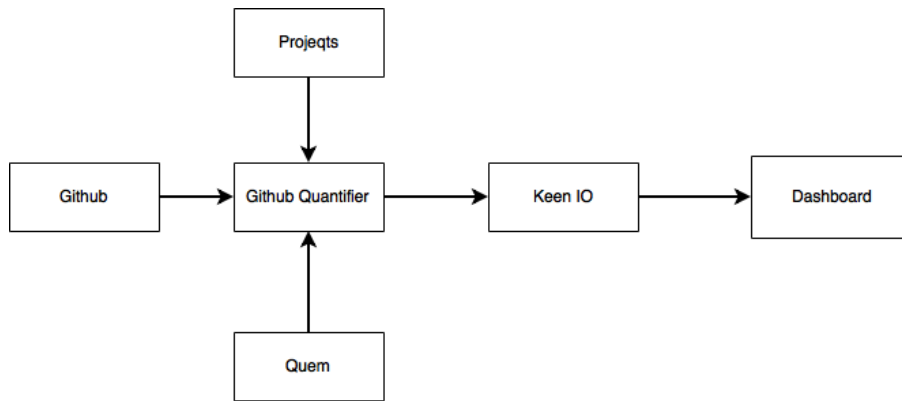 Projeqts
Github
Github Quantifier
Keen IO
Dashboard
Quem